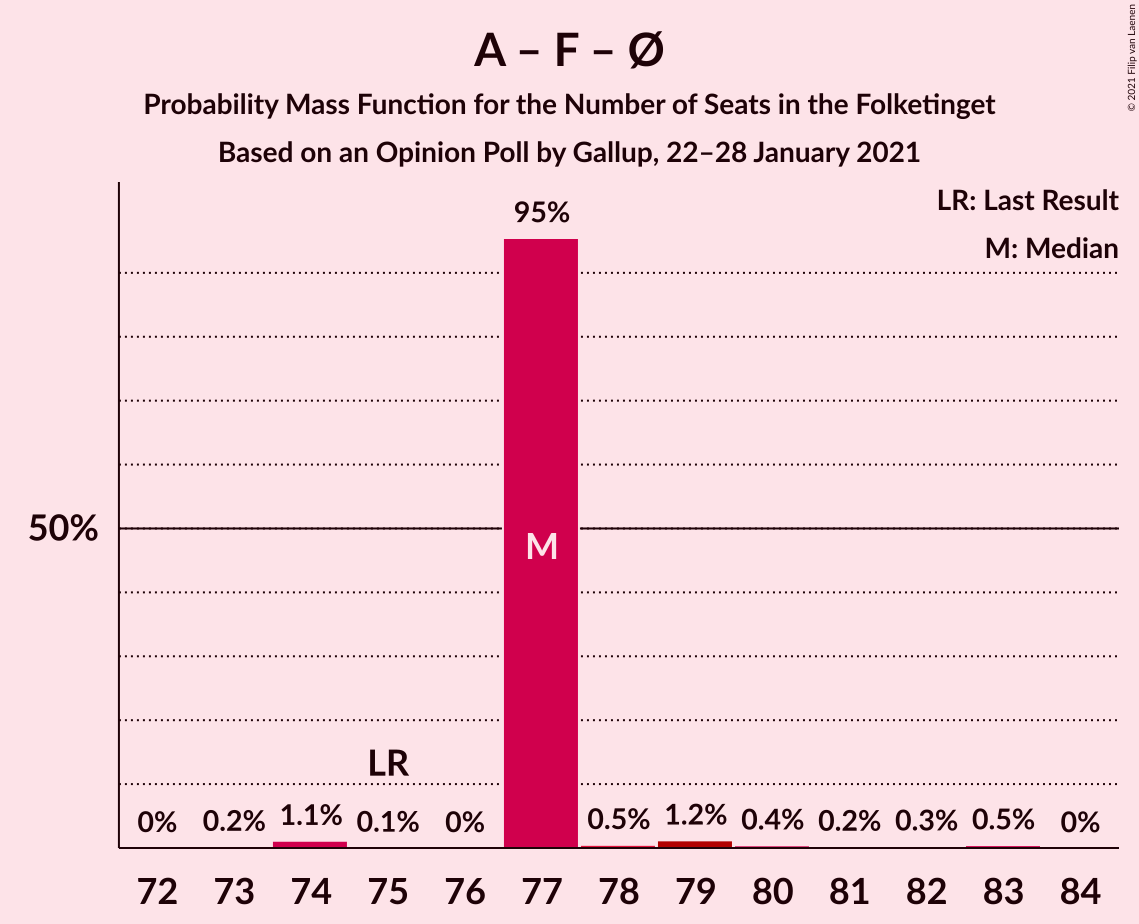 A – F – Ø
Probability Mass Function for the Number of Seats in the Folketinget
Based on an Opinion Poll by Gallup, 22–28 January 2021
© 2021 Filip van Laenen
LR: Last Result
M: Median
95%
50%
M
LR
0% 0.2% 1.1% 0.1% 0% 0.5% 1.2% 0.4% 0.2% 0.3% 0.5% 0%
72 73 74 75 76 77 78 79 80 81 82 83 84